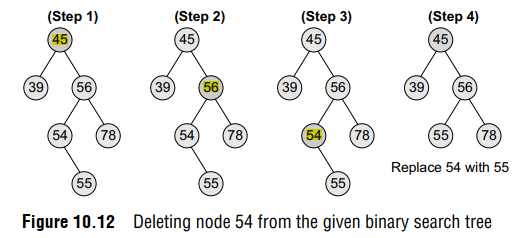 (Step 1) (Step 2) (Step 3) (Step 4)
45 45 45 45
39 56 39 56 39 56 39 56
54 78 54 78 54 78 55 78
Replace 54 with 55
55 55 55
Figure 10.12 Deleting node 54 from the given binary search tree